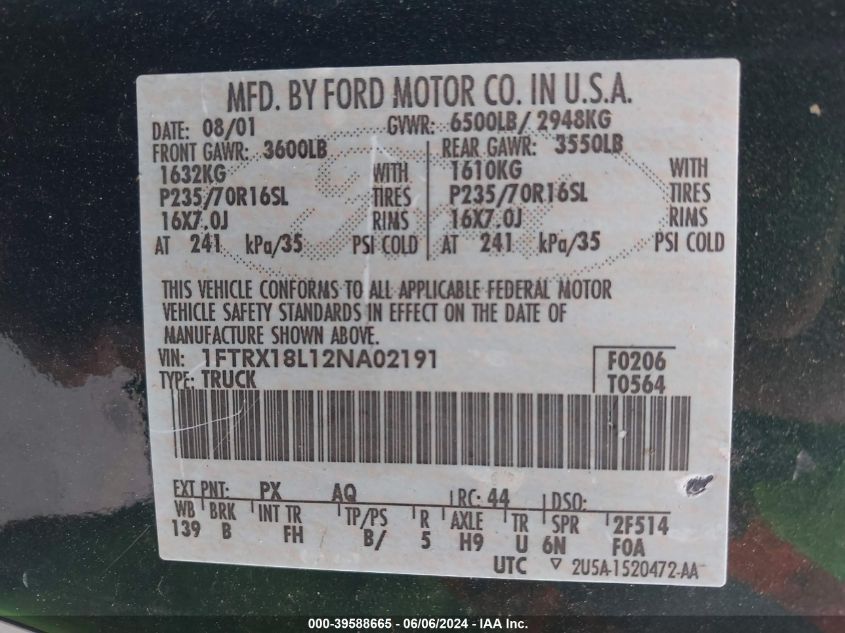 MFD. BY FORD MOTOR CO. IN U.S.A.
DATE: 08/01 GVWR: 6500LB/ 2948KG
FRONT GAWR: 3600LB REAR GAWR: 3550LB
1632KG WITH 1610KG WITH
P235/70R16SL TIRES P235/70R16SL TIRES
16X7.0J RIMS 16X7.0J RIMS
AT 241 kPa/35 PSI COLD AT 241 kPa/35 PSI COLD
THIS VEHICLE CONFORMS TO ALL APPLICABLE FEDERAL MOTOR
VEHICLE SAFETY STANDARDS IN EFFECT ON THE DATE OF
MANUFACTURE SHOWN ABOVE.
VIN: 1FTRX18L12NA02191 F0206
TYPE: TRUCK T0564
EXT PNT: PX AQ RC: 44 DSO:
WB BRK INT TR TP/PS R AXLE TR SPR 2F514
139 B FH B/ 5 H9 U 6N F0A
UTC ▽ 2U5A-1520472-AA
000-39588665 - 06/06/2024 - IAA Inc.